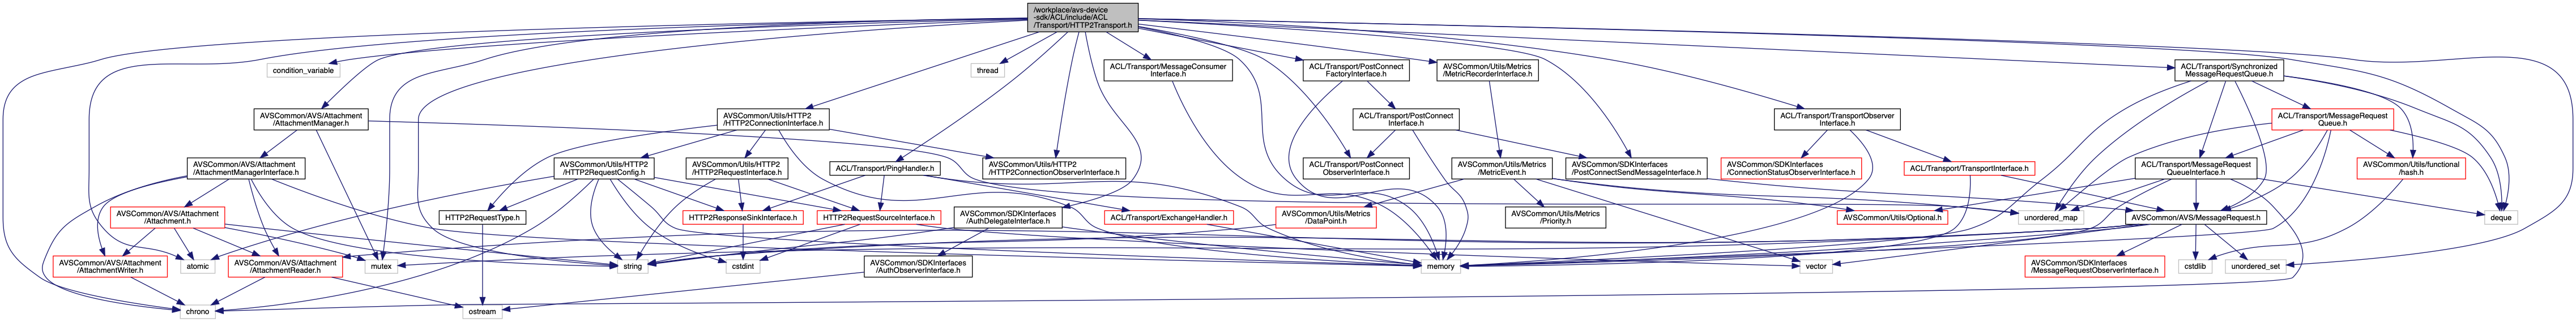 /workplace/avs-device
-sdk/ACL/include/ACL
/Transport/HTTP2Transport.h
condition_variable
thread
ACL/Transport/MessageConsumer
Interface.h
ACL/Transport/PostConnect
FactoryInterface.h
AVSCommon/Utils/Metrics
/MetricRecorderInterface.h
ACL/Transport/Synchronized
MessageRequestQueue.h
AVSCommon/AVS/Attachment
/AttachmentManager.h
AVSCommon/Utils/HTTP2
/HTTP2ConnectionInterface.h
ACL/Transport/PostConnect
Interface.h
ACL/Transport/TransportObserver
Interface.h
ACL/Transport/MessageRequest
Queue.h
AVSCommon/AVS/Attachment
/AttachmentManagerInterface.h
AVSCommon/Utils/HTTP2
/HTTP2RequestConfig.h
AVSCommon/Utils/HTTP2
/HTTP2RequestInterface.h
ACL/Transport/PingHandler.h
AVSCommon/Utils/HTTP2
/HTTP2ConnectionObserverInterface.h
ACL/Transport/PostConnect
ObserverInterface.h
AVSCommon/Utils/Metrics
/MetricEvent.h
AVSCommon/SDKInterfaces
/PostConnectSendMessageInterface.h
AVSCommon/SDKInterfaces
/ConnectionStatusObserverInterface.h
ACL/Transport/TransportInterface.h
ACL/Transport/MessageRequest
QueueInterface.h
AVSCommon/Utils/functional
/hash.h
AVSCommon/AVS/Attachment
/Attachment.h
HTTP2RequestType.h
HTTP2ResponseSinkInterface.h
HTTP2RequestSourceInterface.h
AVSCommon/SDKInterfaces
/AuthDelegateInterface.h
ACL/Transport/ExchangeHandler.h
AVSCommon/Utils/Metrics
/DataPoint.h
AVSCommon/Utils/Metrics
/Priority.h
AVSCommon/Utils/Optional.h
unordered_map
AVSCommon/AVS/MessageRequest.h
deque
AVSCommon/AVS/Attachment
/AttachmentWriter.h
atomic
AVSCommon/AVS/Attachment
/AttachmentReader.h
mutex
string
cstdint
AVSCommon/SDKInterfaces
/AuthObserverInterface.h
memory
vector
AVSCommon/SDKInterfaces
/MessageRequestObserverInterface.h
cstdlib
unordered_set
chrono
ostream